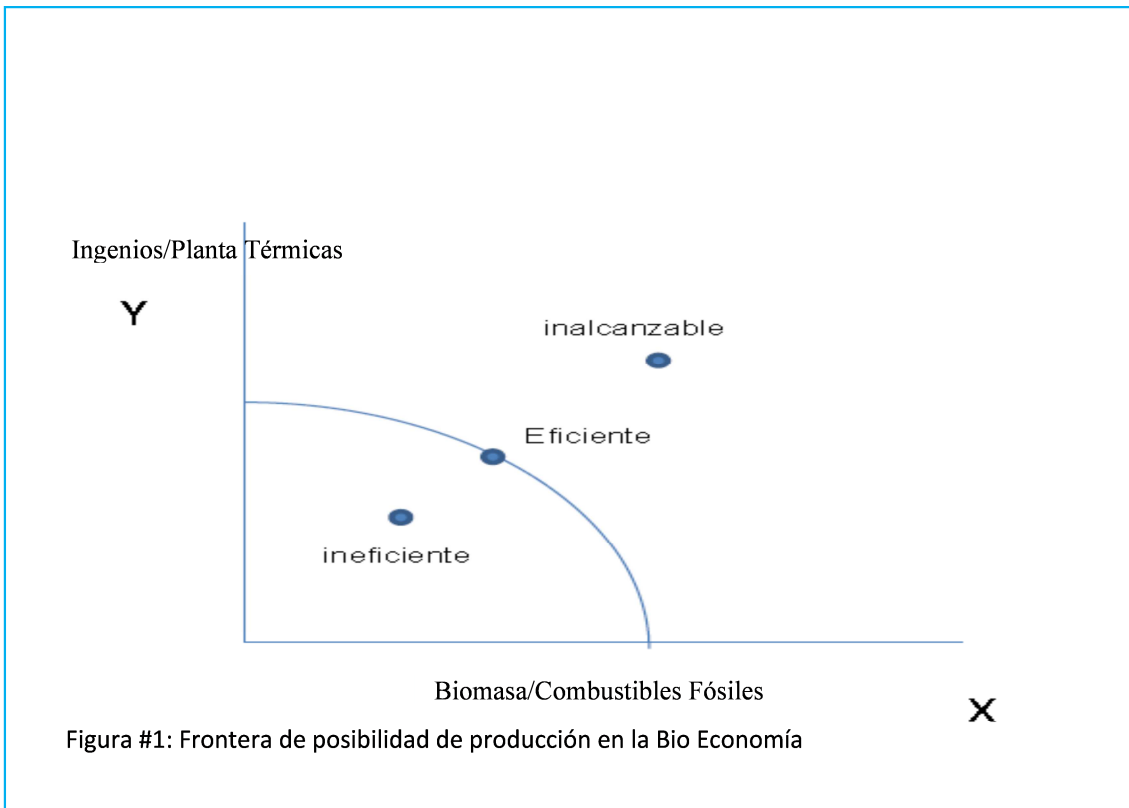 Ingenios/Planta Térmicas
Y
inalcanzable
Eficiente
ineficiente
Biomasa/Combustibles Fósiles
X
Figura #1: Frontera de posibilidad de producción en la Bio Economía